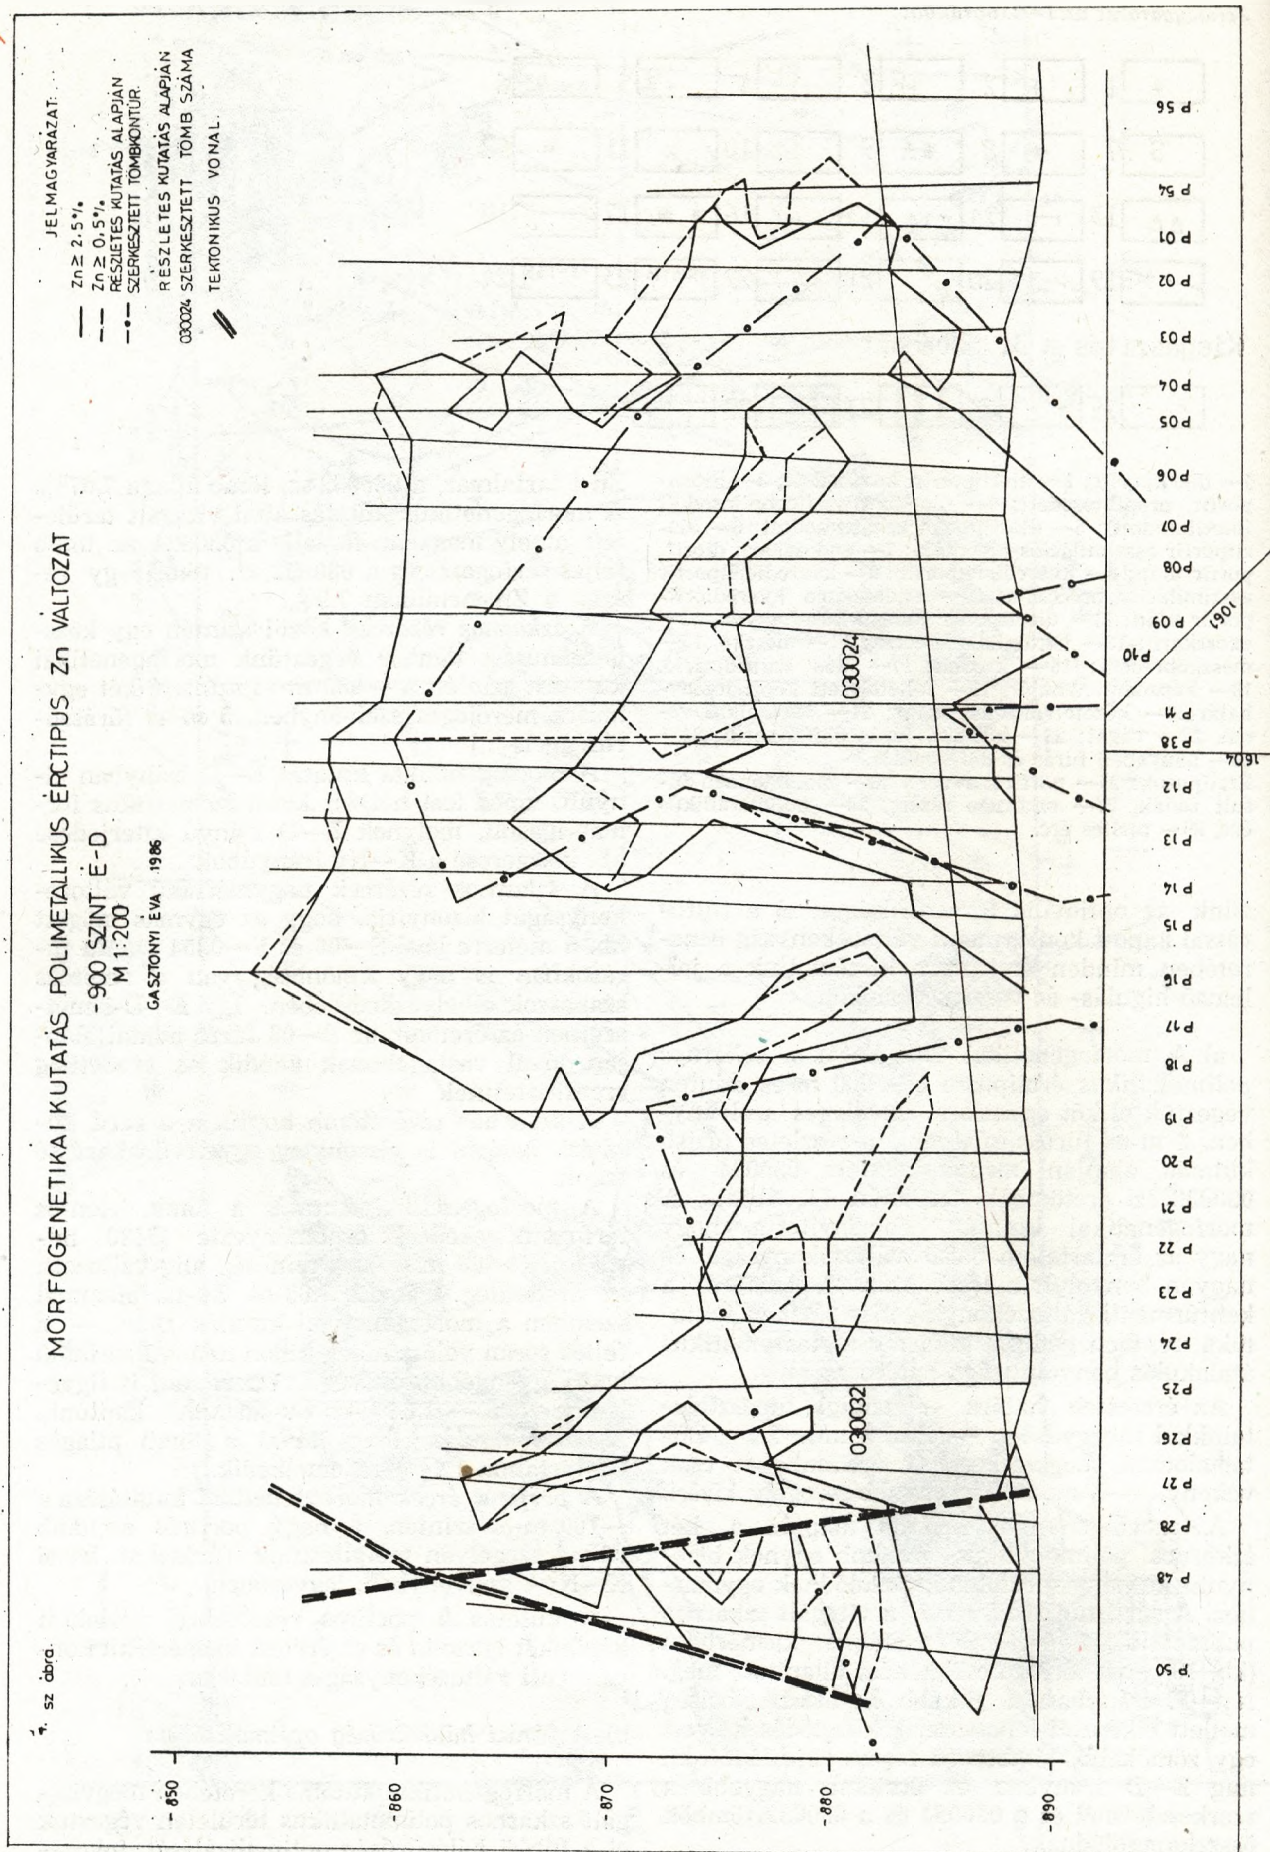 4. sz ábra
MORFOGENETIKA KUTATÁS POLIMETALLIKUS ÉRCTIPUS Zn VÁLTOZAT
-900 SZINT É-D
M 1:200
GASZTONYI ÉVA 1986
JELMAGYARÁZAT:
Zn ≥ 2.5%
Zn ≥ 0,5%
RÉSZLETES KUTATÁS ALAPJÁN
SZERKESZTETT TÖMBKONTÚR.
RÉSZLETES KUTATÁS ALAPJÁN
030024 SZERKESZTETT TÖMB SZÁMA
TEKTONIKUS VONAL.
-850
-860
-870
-880
-890
030032
030024
P 50
P 48
P 28
P 27
P 26
P 25
P 24
P 23
P 22
P 21
P 20
P 19
P 18
P 17
P 16
P 15
P 14
P 13
P 12
P 38
P 11
P 10
P 09
P 08
P 07
P 06
P 05
P 04
P 03
P 02
P 01
P 54
P 56
1604